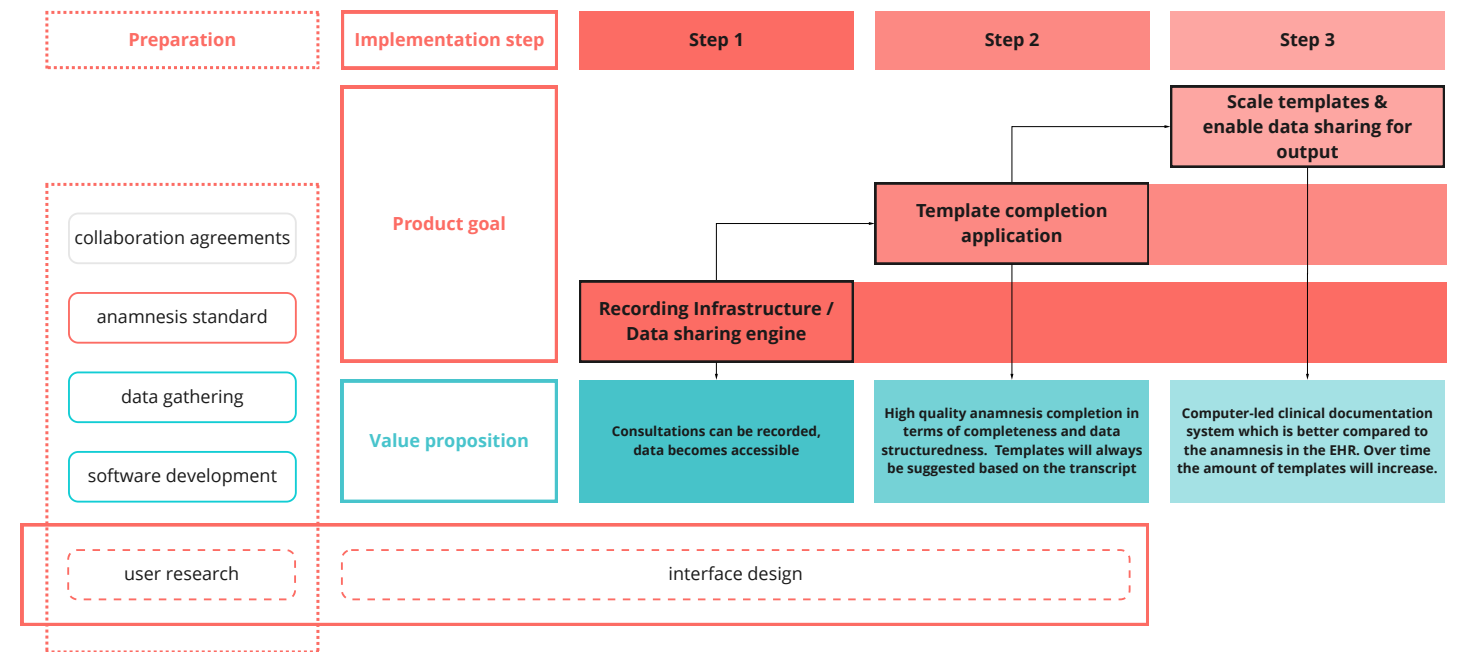 Preparation
Implementation step
Step 1
Step 2
Step 3
Scale templates &
enable data sharing for
output
Product goal
Template completion
application
Recording Infrastructure /
Data sharing engine
collaboration agreements
anamnesis standard
data gathering
software development
Value proposition
Consultations can be recorded,
data becomes accessible
High quality anamnesis completion in
terms of completeness and data
structuredness.  Templates will always
be suggested based on the transcript
Computer-led clinical documentation
system which is better compared to
the anamnesis in the EHR. Over time
the amount of templates will increase.
user research
interface design